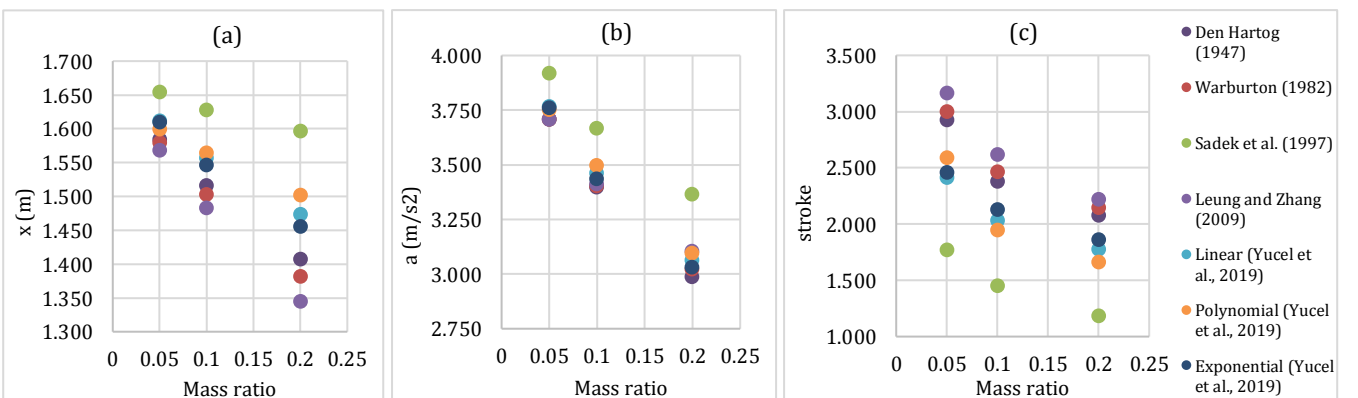 (a)
1.700
1.650
1.600
1.550
1.500
1.450
1.400
1.350
1.300
x (m)
0 0.05 0.1 0.15 0.2 0.25
Mass ratio
(b)
4.000
3.750
3.500
3.250
3.000
2.750
a (m/s2)
0 0.05 0.1 0.15 0.2 0.25
Mass ratio
(c)
3.500
3.000
2.500
2.000
1.500
1.000
stroke
0 0.05 0.1 0.15 0.2 0.25
Mass ratio
Den Hartog
(1947)
Warburton (1982)
Sadek et al. (1997)
Leung and Zhang
(2009)
Linear (Yucel et
al., 2019)
Polynomial (Yucel
et al., 2019)
Exponential (Yucel
et al., 2019)